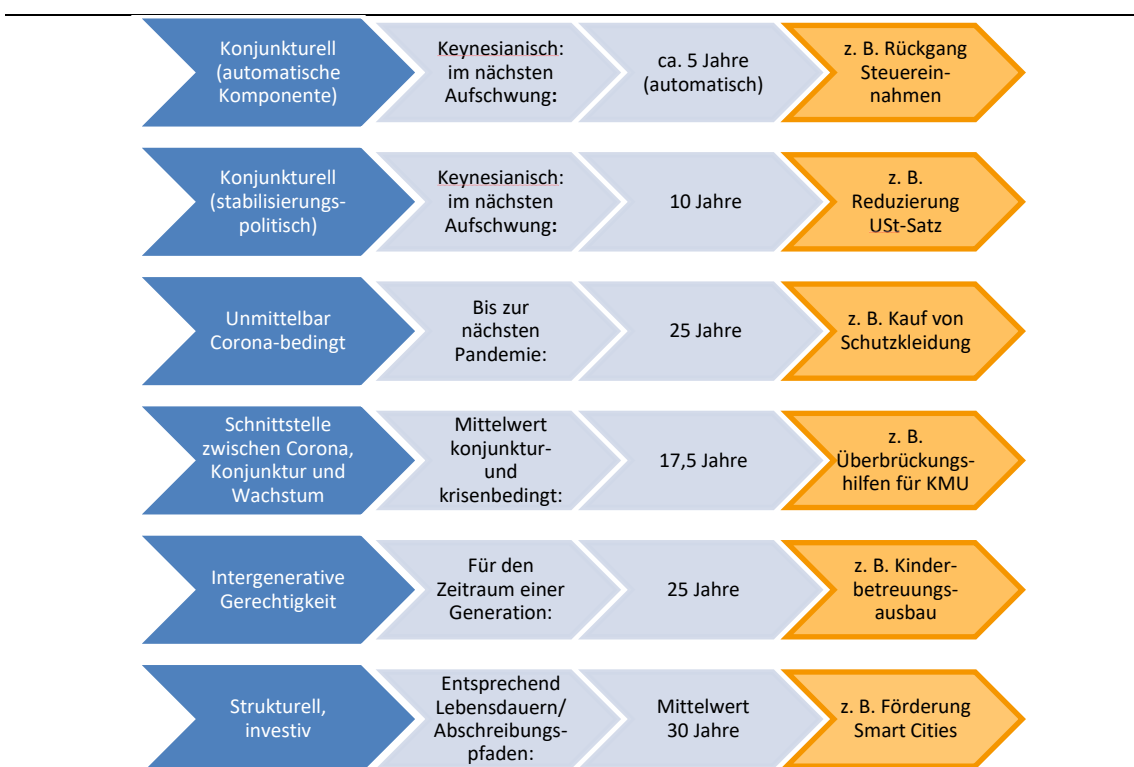 Konjunkturell
(automatische
Komponente)
Keynesianisch:
im nächsten
Aufschwung:
ca. 5 Jahre
(automatisch)
z. B. Rückgang
Steuerein-
nahmen
Konjunkturell
(stabilisierungs-
politisch)
Keynesianisch:
im nächsten
Aufschwung:
10 Jahre
z. B.
Reduzierung
USt-Satz
Unmittelbar
Corona-bedingt
Bis zur
nächsten
Pandemie:
25 Jahre
z. B. Kauf von
Schutzkleidung
Schnittstelle
zwischen Corona,
Konjunktur und
Wachstum
Mittelwert
konjunktur-
und
krisenbedingt:
17,5 Jahre
z. B.
Überbrückungs-
hilfen für KMU
Intergenerative
Gerechtigkeit
Für den
Zeitraum einer
Generation:
25 Jahre
z. B. Kinder-
betreuungs-
ausbau
Strukturell,
investiv
Entsprechend
Lebensdauern/
Abschreibungs-
pfaden:
Mittelwert
30 Jahre
z. B. Förderung
Smart Cities